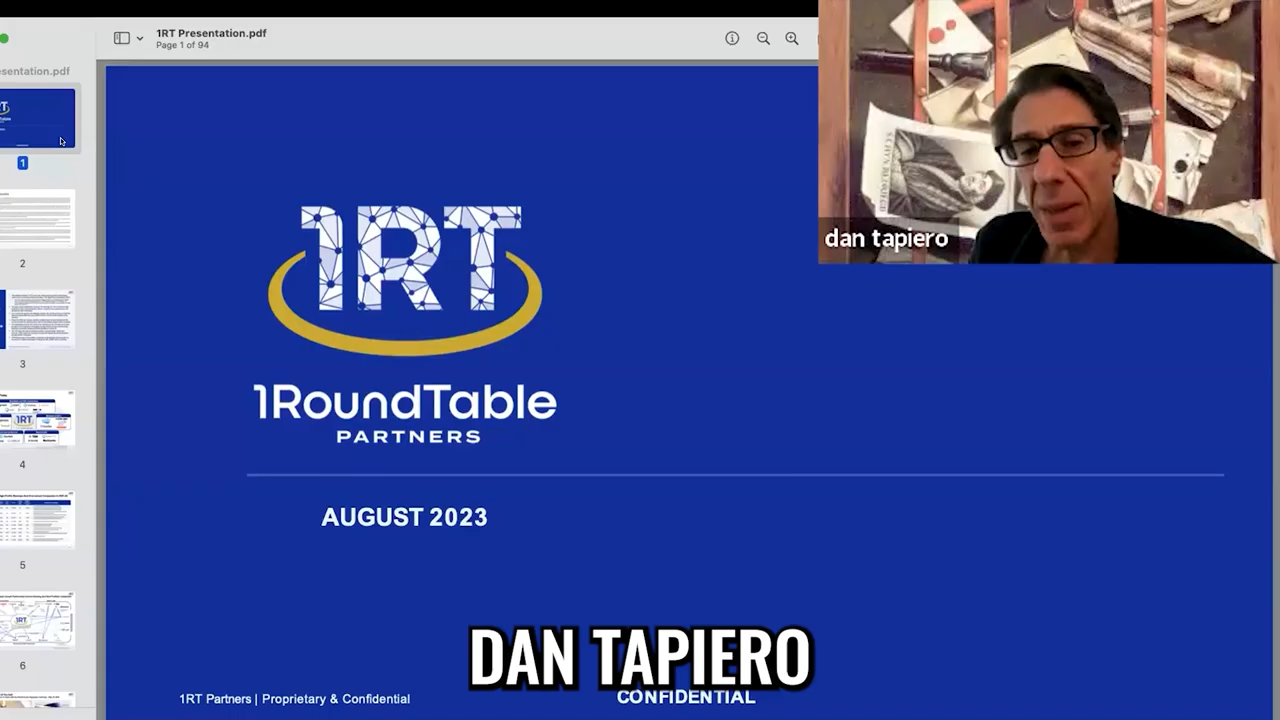 1RT Presentation.pdf
Page 1 of 94
esentation.pdf
1
2
3
4
5
6
1RT
1RoundTable
PARTNERS
AUGUST 2023
dan tapiero
DAN TAPIERO
1RT Partners | Proprietary & Confidential
CONFIDENTIAL